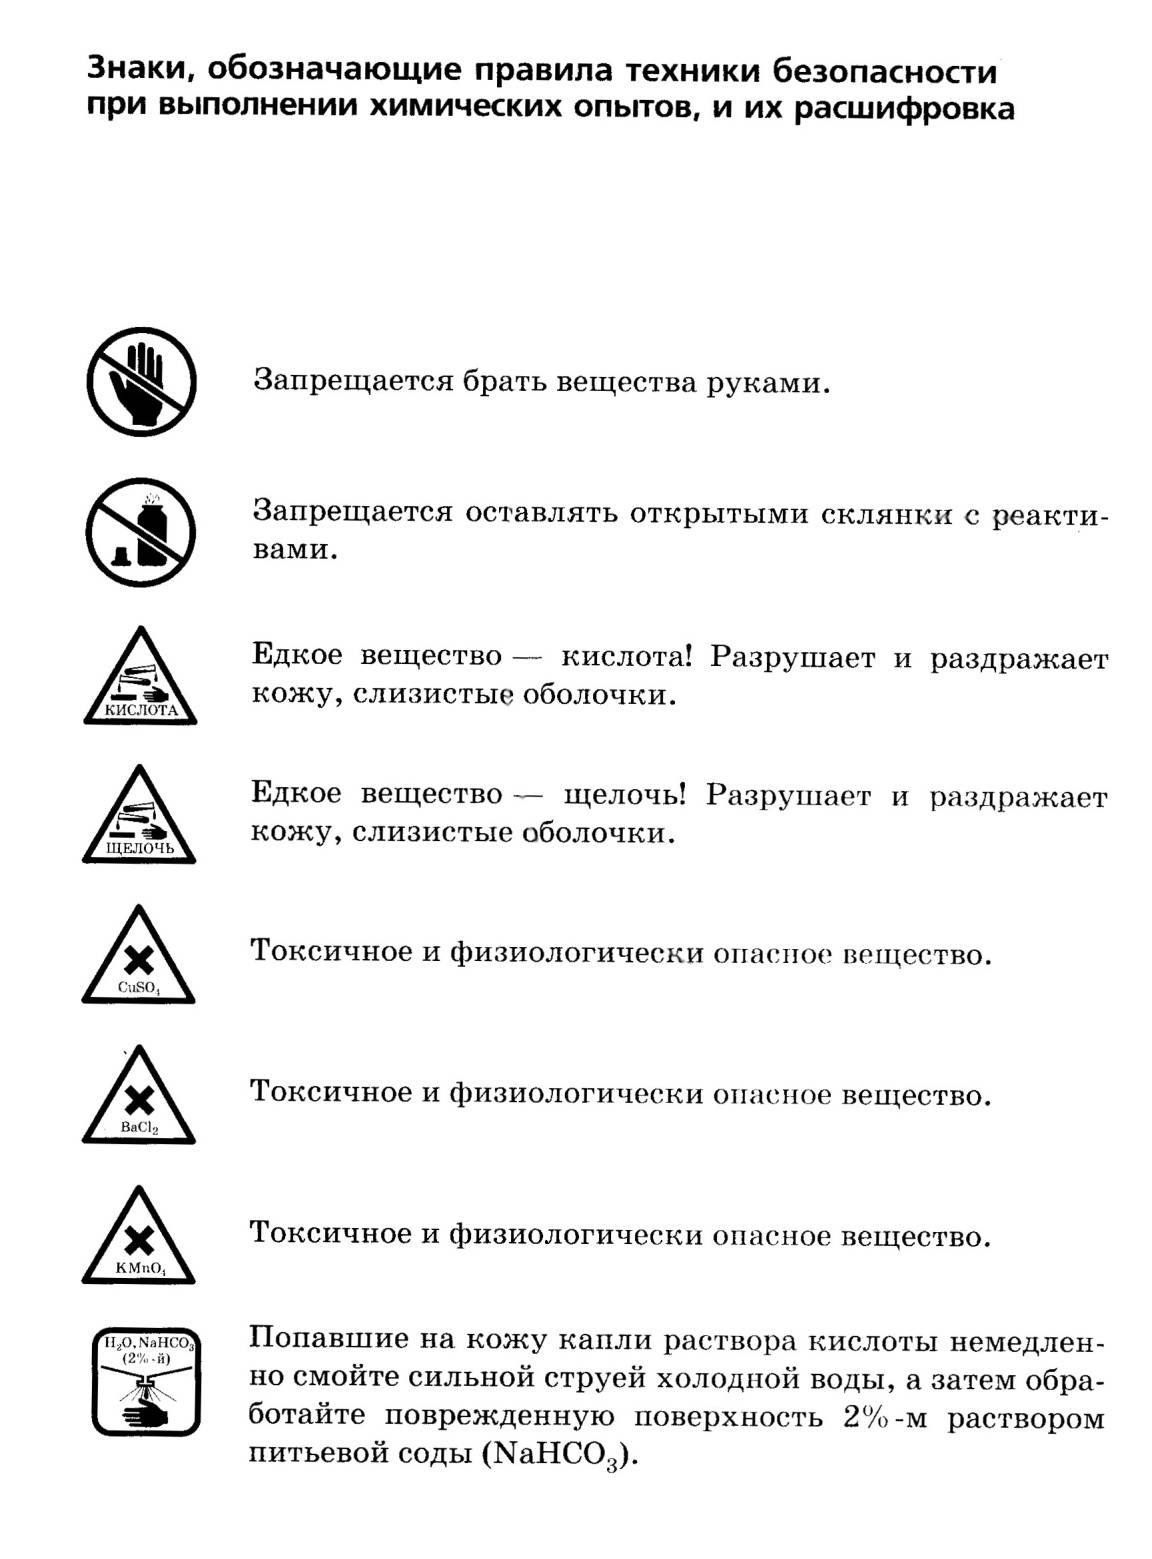 Знаки, обозначающие правила техники безопасности
при выполнении химических опытов, и их расшифровка
Запрещается брать вещества руками.
Запрещается оставлять открытыми склянки с реакти-
вами.
КИСЛОТА
Едкое вещество — кислота! Разрушает и раздражает
кожу, слизистые оболочки.
ЩЕЛОЧЬ
Едкое вещество — щелочь! Разрушает и раздражает
кожу, слизистые оболочки.
CuSO₄
Токсичное и физиологически опасное вещество.
BaCl₂
Токсичное и физиологически опасное вещество.
KMnO₄
Токсичное и физиологически опасное вещество.
H₂O, NaHCO₃
(2%-й)
Попавшие на кожу капли раствора кислоты немедлен-
но смойте сильной струей холодной воды, а затем обра-
ботайте поврежденную поверхность 2%-м раствором
питьевой соды (NaHCO₃).